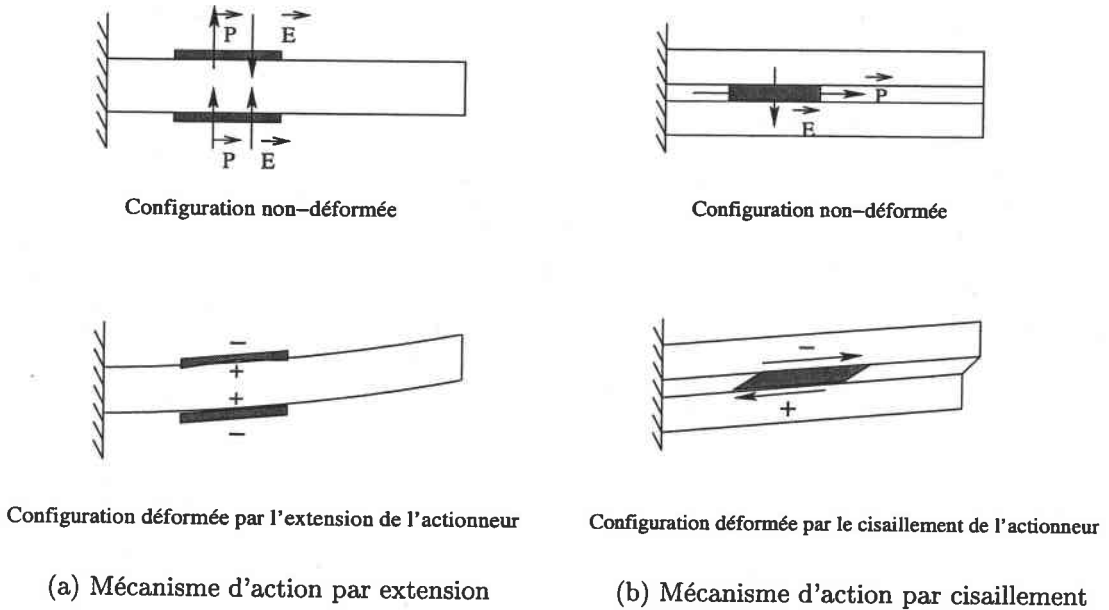 P E
P E
Configuration non–déformée
P
E
Configuration non–déformée
−
+
+
−
Configuration déformée par l'extension de l'actionneur
(a) Mécanisme d'action par extension
−
+
Configuration déformée par le cisaillement de l'actionneur
(b) Mécanisme d'action par cisaillement